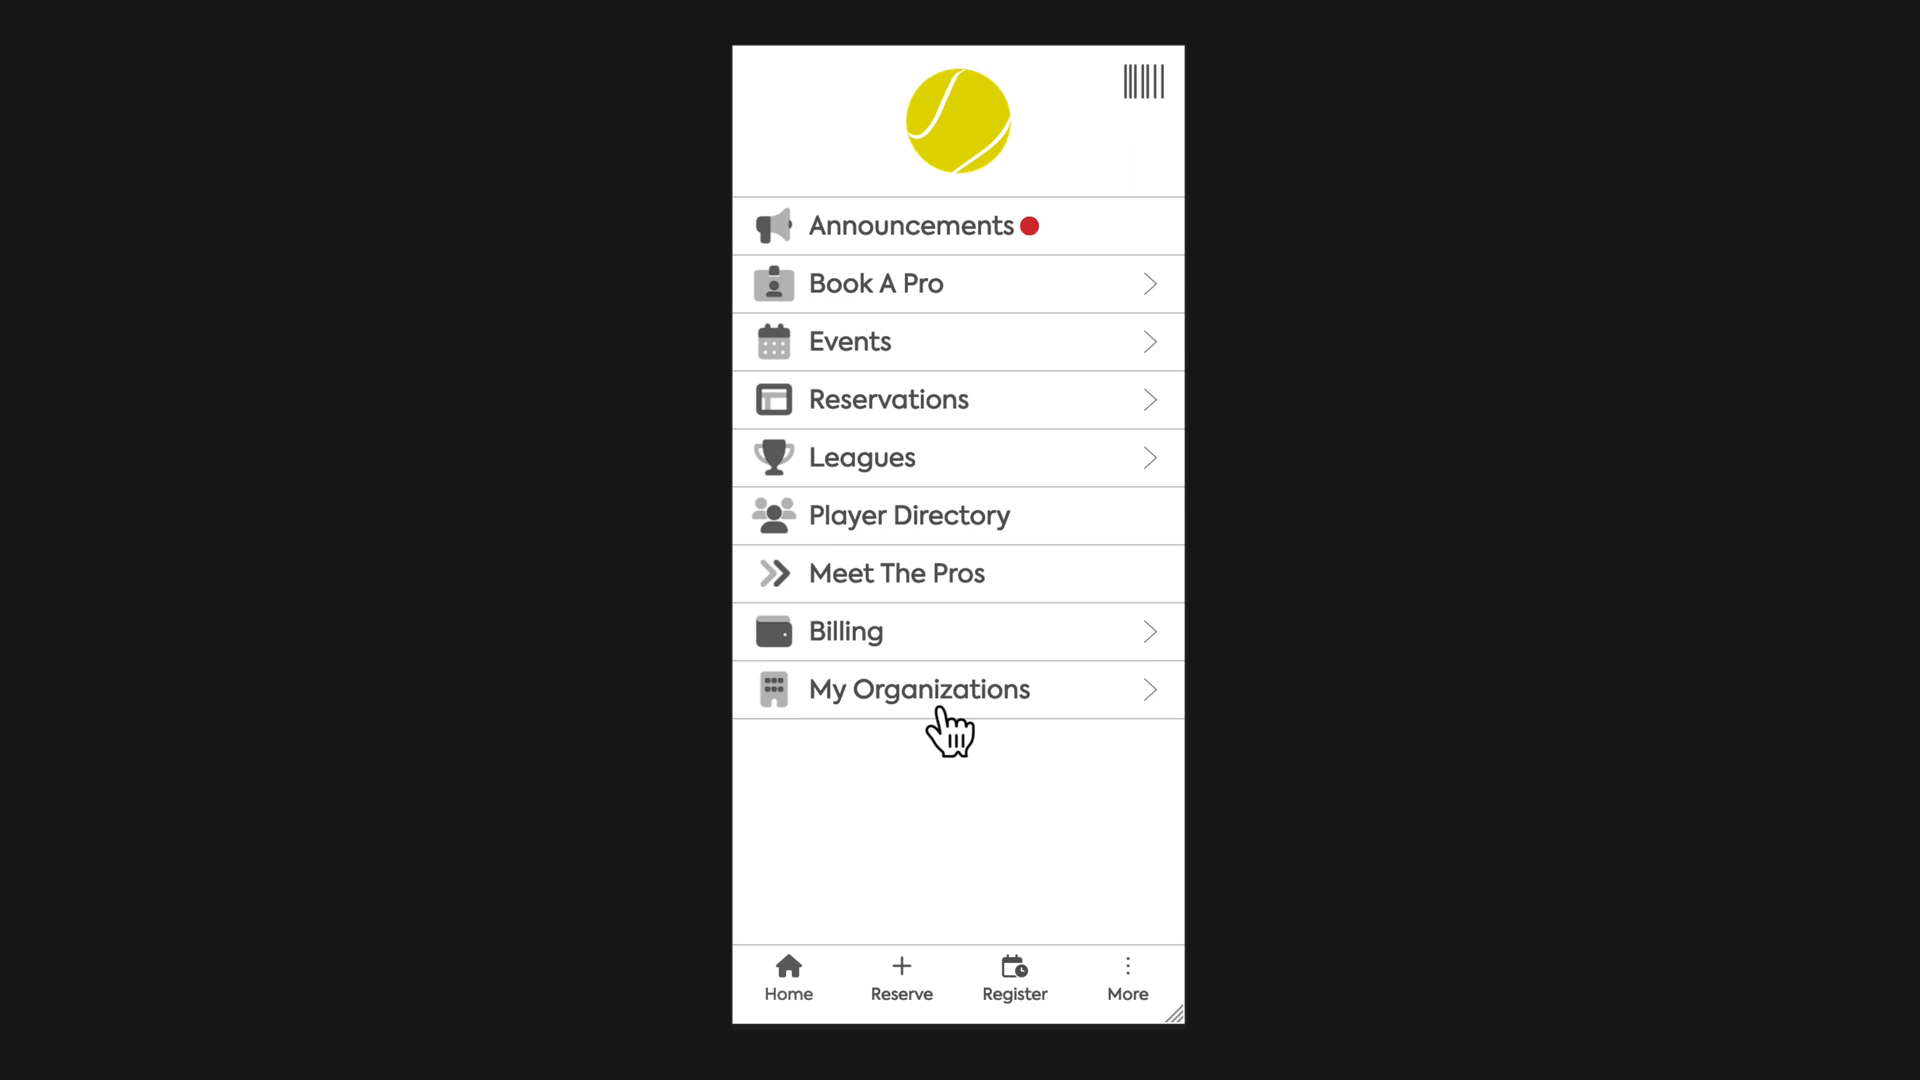 Announcements
Book A Pro
Events
Reservations
Leagues
Player Directory
Meet The Pros
Billing
My Organizations
Home Reserve Register More